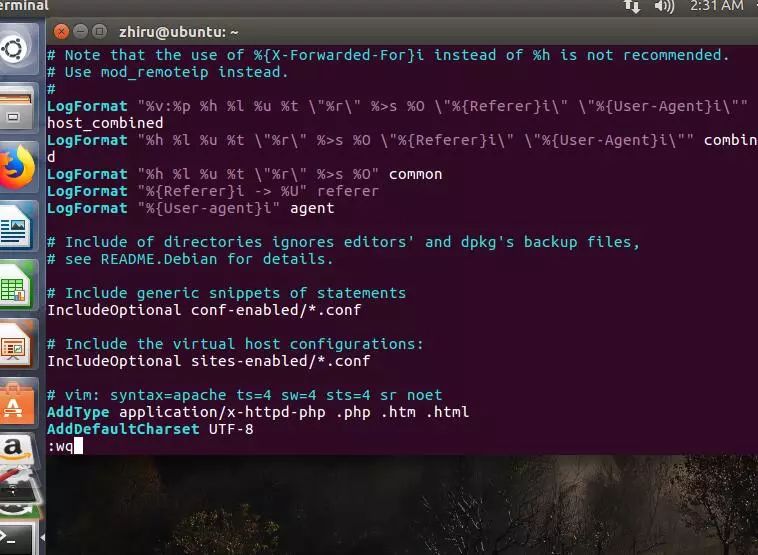 erminal
2:31 AM
zhiru@ubuntu: ~
# Note that the use of %{X-Forwarded-For}i instead of %h is not recommended.
# Use mod_remoteip instead.
#
LogFormat "%v:%p %h %l %u %t \"%r\" %>s %O \"%{Referer}i\" \"%{User-Agent}i\""
host_combined
LogFormat "%h %l %u %t \"%r\" %>s %O \"%{Referer}i\" \"%{User-Agent}i\"" combin
d
LogFormat "%h %l %u %t \"%r\" %>s %O" common
LogFormat "%{Referer}i -> %U" referer
LogFormat "%{User-agent}i" agent
# Include of directories ignores editors' and dpkg's backup files,
# see README.Debian for details.
# Include generic snippets of statements
IncludeOptional conf-enabled/*.conf
# Include the virtual host configurations:
IncludeOptional sites-enabled/*.conf
# vim: syntax=apache ts=4 sw=4 sts=4 sr noet
AddType application/x-httpd-php .php .htm .html
AddDefaultCharset UTF-8
:wq